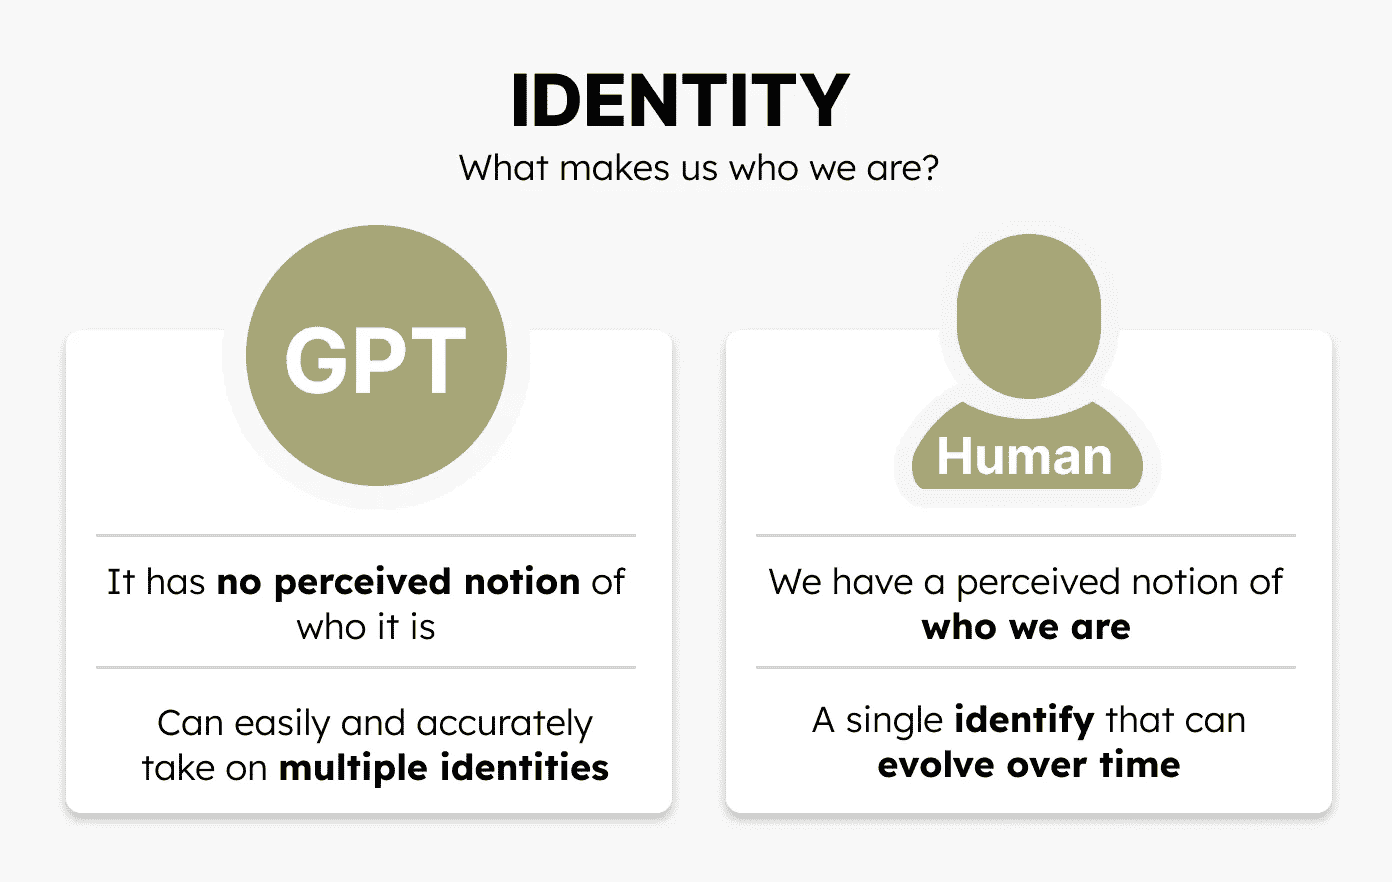 IDENTITY
What makes us who we are?
GPT
It has no perceived notion of
who it is
Can easily and accurately
take on multiple identities
Human
We have a perceived notion of
who we are
A single identify that can
evolve over time